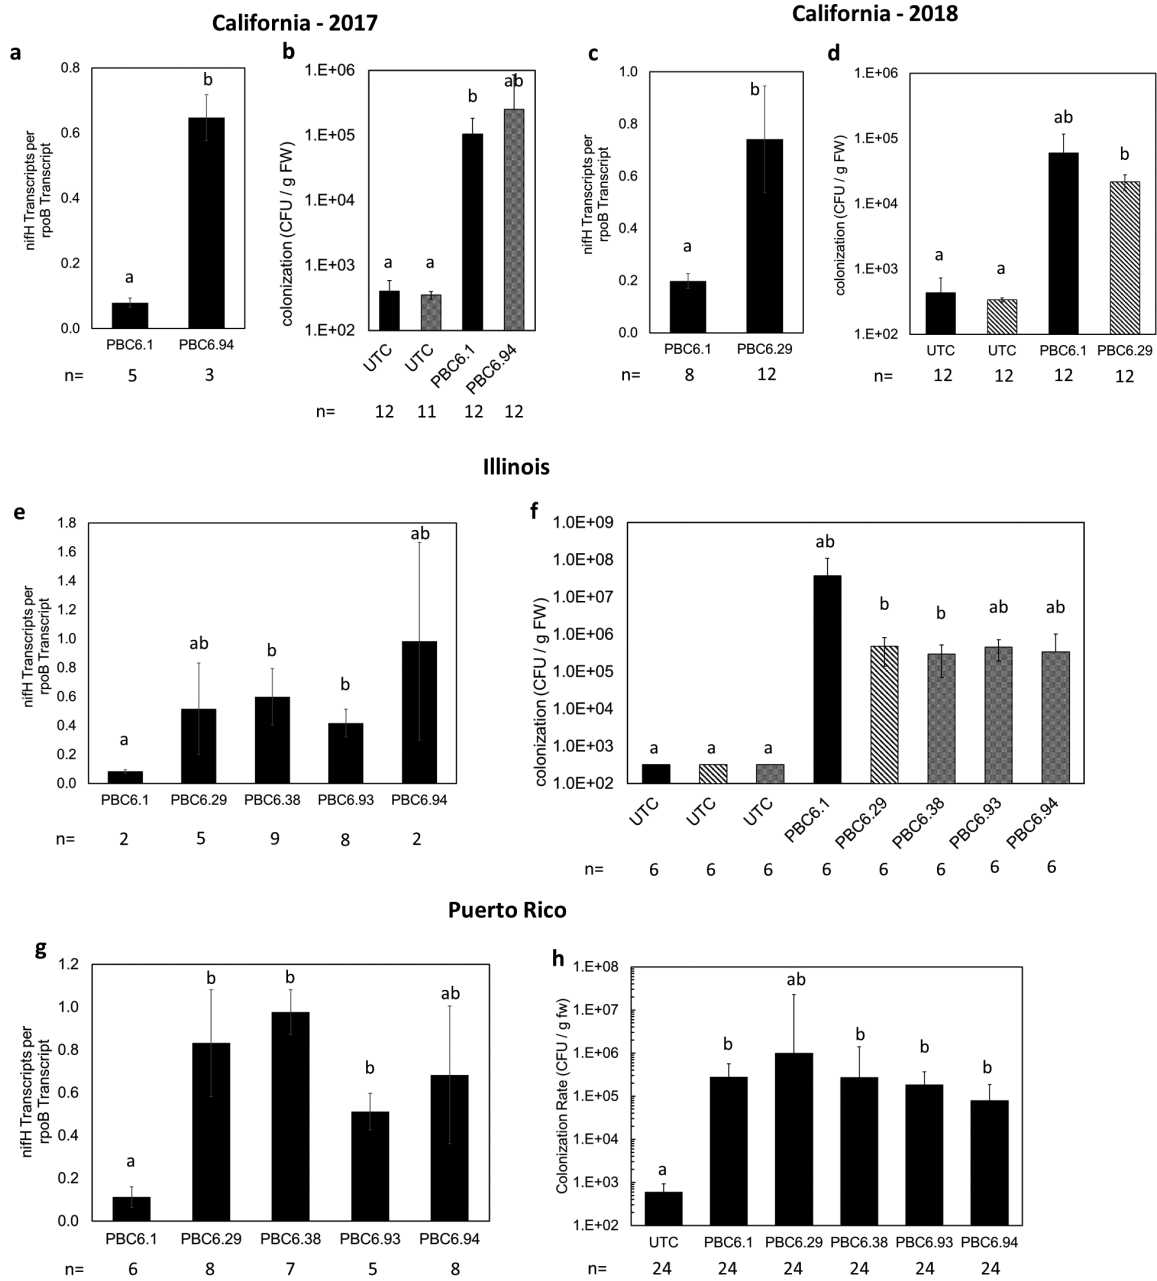 California - 2017
California - 2018
a
nifH Transcripts per
rpoB Transcript
0.8
0.6
0.4
0.2
0.0
a
b
PBC6.1 PBC6.94
n= 5 3
b
colonization (CFU / g FW)
1.E+06
1.E+05
1.E+04
1.E+03
1.E+02
a a b ab
UTC UTC PBC6.1 PBC6.94
n= 12 11 12 12
c
nifH Transcripts per
rpoB Transcript
1.0
0.8
0.6
0.4
0.2
0.0
a b
PBC6.1 PBC6.29
n= 8 12
d
colonization (CFU / g FW)
1.E+06
1.E+05
1.E+04
1.E+03
1.E+02
a a ab b
UTC UTC PBC6.1 PBC6.29
n= 12 12 12 12
Illinois
e
nifH Transcripts per
rpoB Transcript
1.8
1.6
1.4
1.2
1.0
0.8
0.6
0.4
0.2
0.0
a ab b b ab
PBC6.1 PBC6.29 PBC6.38 PBC6.93 PBC6.94
n= 2 5 9 8 2
f
colonization (CFU / g FW)
1.0E+09
1.0E+08
1.0E+07
1.0E+06
1.0E+05
1.0E+04
1.0E+03
1.0E+02
a a a ab b b ab ab
UTC UTC UTC PBC6.1 PBC6.29 PBC6.38 PBC6.93 PBC6.94
n= 6 6 6 6 6 6 6 6
Puerto Rico
g
nifH Transcripts per
rpoB Transcript
1.2
1.0
0.8
0.6
0.4
0.2
0.0
a b b b ab
PBC6.1 PBC6.29 PBC6.38 PBC6.93 PBC6.94
n= 6 8 7 5 8
h
Colonization Rate (CFU / g fw)
1.E+08
1.E+07
1.E+06
1.E+05
1.E+04
1.E+03
1.E+02
a b ab b b b
UTC PBC6.1 PBC6.29 PBC6.38 PBC6.93 PBC6.94
n= 24 24 24 24 24 24